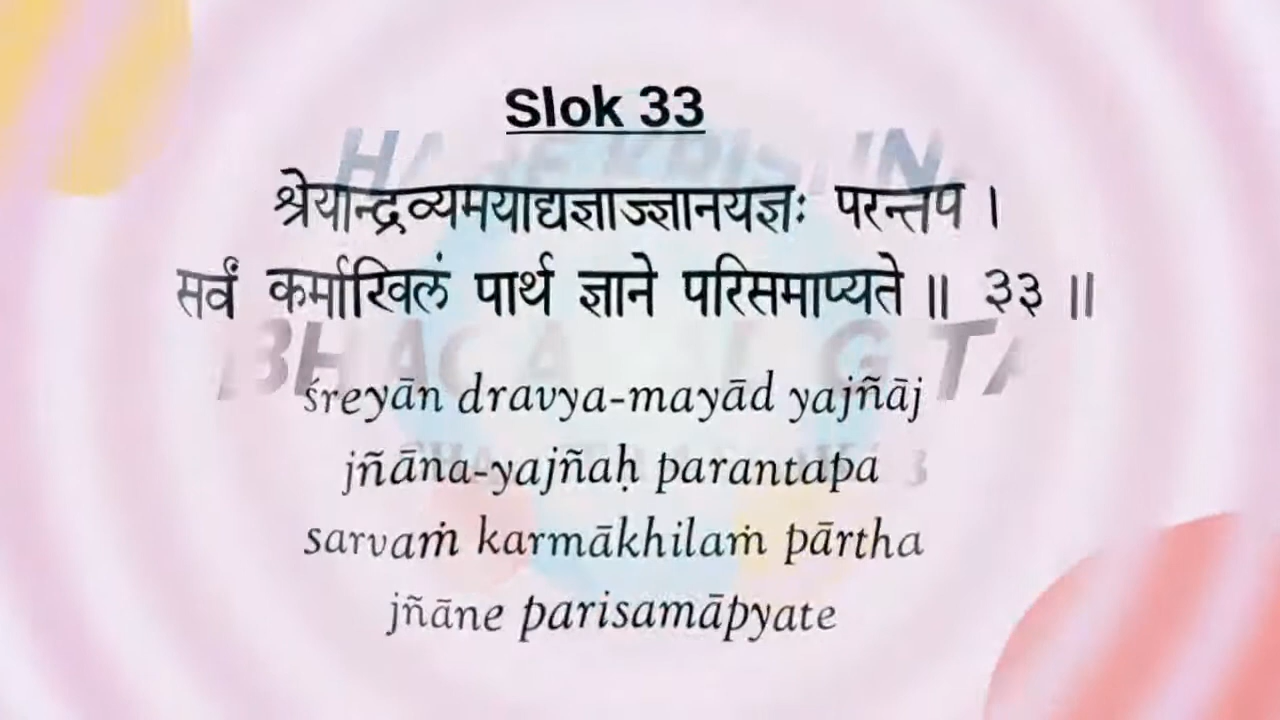 Slok 33
श्रेयान्द्रव्यमयाद्यज्ञाज्ज्ञानयज्ञः परन्तप ।
सर्वं कर्माखिलं पार्थ ज्ञाने परिसमाप्यते ॥ ३३ ॥
śreyān dravya-mayād yajñāj
jñāna-yajñaḥ parantapa
sarvaṁ karmākhilaṁ pārtha
jñāne parisamāpyate